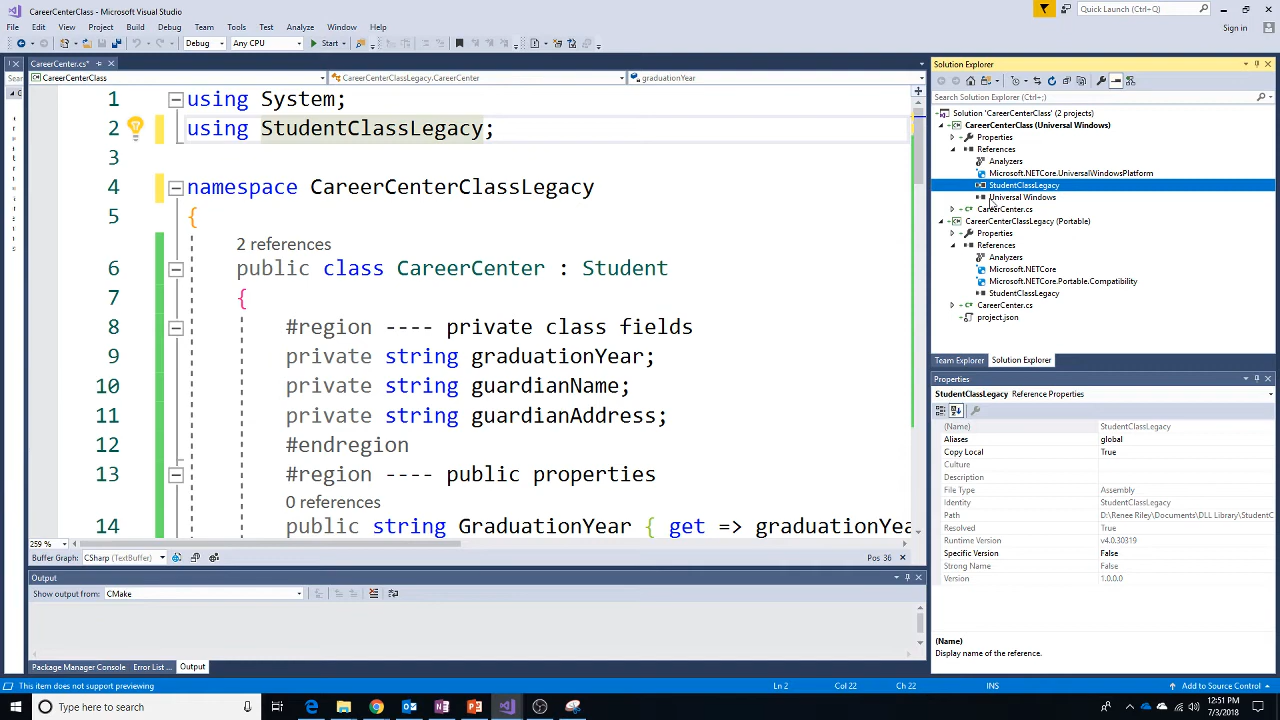 CareerCenterClass - Microsoft Visual Studio
Quick Launch (Ctrl+Q)
File Edit View Project Build Debug Team Tools Test Analyze Window Help
Sign in
Debug Any CPU Start
CareerCenter.cs*
Solution Explorer
CareerCenterClass CareerCenterClassLegacy.CareerCenter graduationYear
Search Solution Explorer (Ctrl+;)
1 using System;
2 using StudentClassLegacy;
3
4 namespace CareerCenterClassLegacy
5 {
2 references
6 public class CareerCenter : Student
7 {
8 #region ---- private class fields
9 private string graduationYear;
10 private string guardianName;
11 private string guardianAddress;
12 #endregion
13 #region ---- public properties
0 references
14 public string GraduationYear { get => graduationYea
Solution 'CareerCenterClass' (2 projects)
CareerCenterClass (Universal Windows)
Properties
References
Analyzers
Microsoft.NETCore.UniversalWindowsPlatform
StudentClassLegacy
Universal Windows
CareerCenter.cs
CareerCenterClassLegacy (Portable)
Properties
References
Analyzers
Microsoft.NETCore
Microsoft.NETCore.Portable.Compatibility
StudentClassLegacy
CareerCenter.cs
project.json
Team Explorer Solution Explorer
Properties
StudentClassLegacy Reference Properties
(Name) StudentClassLegacy
Aliases global
Copy Local True
Culture
Description
File Type Assembly
Identity StudentClassLegacy
Path D:\Renee Riley\Documents\DLL Library\StudentC
Resolved True
Runtime Version v4.0.30319
Specific Version False
Strong Name False
Version 1.0.0.0
(Name)
Display name of the reference.
259 %
Buffer Graph: CSharp (TextBuffer) Pos 36
Output
Show output from: CMake
Package Manager Console Error List ... Output
This item does not support previewing Ln 2 Col 22 Ch 22 INS Add to Source Control
Type here to search
12:51 PM
7/3/2018